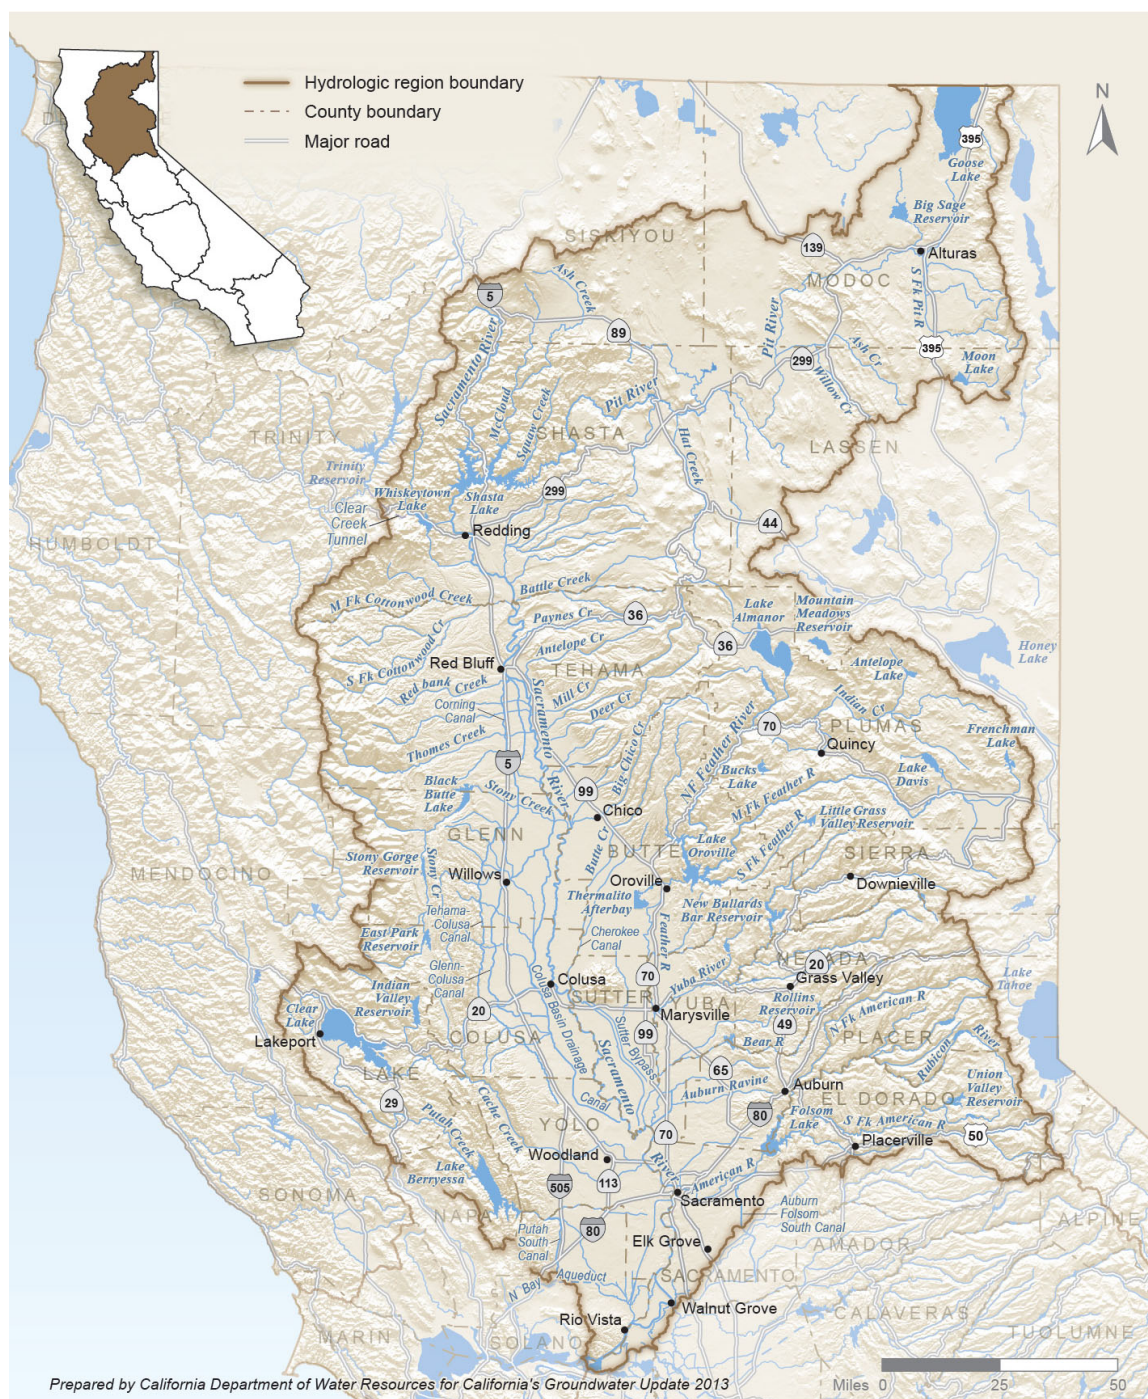 Hydrologic region boundary
County boundary
Major road
N
395
Goose
Lake
Big Sage
Reservoir
SISKIYOU
139
Alturas
MODOC
Ash Creek
5
S Fk Pit R
Pit River
89
395
299
Ash Cr
Moon
Lake
Willow Cr
Sacramento River
McCloud
Squaw Creek
Pit River
TRINITY
SHASTA
Hat Creek
LASSEN
Trinity
Reservoir
Whiskeytown
Lake
Shasta
Lake
299
Clear
Creek
Tunnel
44
Redding
HUMBOLDT
Battle Creek
M Fk Cottonwood Creek
Lake
Almanor
Mountain
Meadows
Reservoir
Paynes Cr
36
36
Antelope Cr
Honey
Lake
S Fk Cottonwood Cr
Red Bluff
TEHAMA
Antelope
Lake
Red bank Creek
Mill Cr
Indian Cr
Corning
Canal
Sacramento
River
Deer Cr
70
PLUMAS
Frenchman
Lake
Thomes Creek
Big Chico Cr
N F Feather River
Quincy
5
Bucks
Lake
Lake
Davis
Black
Butte
Lake
Stony Creek
99
M Fk Feather R
Chico
Little Grass
Valley Reservoir
GLENN
Butte Cr
BUTTE
Lake
Oroville
S Fk Feather R
SIERRA
MENDOCINO
Stony Gorge
Reservoir
Stony Cr
Willows
Oroville
Downieville
Thermalito
Afterbay
New Bullards
Bar Reservoir
Tehama-
Colusa
Canal
East Park
Reservoir
Cherokee
Canal
Feather R
NEVADA
20
Glenn-
Colusa
Canal
Colusa
70
Yuba River
Grass Valley
Lake
Tahoe
Indian
Valley
Reservoir
Clear
Lake
20
Colusa Basin Drainage
Canal
SUTTER
YUBA
Marysville
Rollins
Reservoir
49
N Fk American R
Lakeport
COLUSA
Sutter Bypass
99
Bear R
PLACER
Sacramento
River
65
Rubicon
River
LAKE
Auburn Ravine
Auburn
EL DORADO
Union
Valley
Reservoir
29
Cache Creek
80
Folsom
Lake
Putah Creek
YOLO
70
S Fk American R
50
Placerville
Woodland
Lake
Berryessa
American R
113
505
Sacramento
SONOMA
NAPA
Auburn
Folsom
South Canal
ALPINE
Putah
South
Canal
80
Elk Grove
AMADOR
N Bay Aqueduct
SACRAMENTO
Walnut Grove
CALAVERAS
Rio Vista
MARIN
SOLANO
TUOLUMNE
Prepared by California Department of Water Resources for California's Groundwater Update 2013
Miles 0 25 50